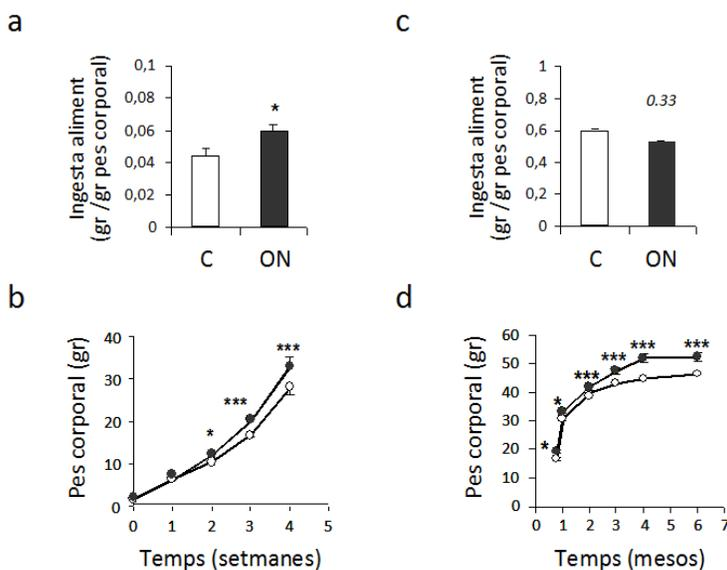 a
Ingesta aliment
(gr /gr pes corporal)
0,1
0,08
0,06
0,04
0,02
0
*
C ON
c
Ingesta aliment
(gr /gr pes corporal)
1
0,8
0,6
0,4
0,2
0
0.33
C ON
b
Pes corporal (gr)
40
30
20
10
0
* *** ***
0 1 2 3 4 5
Temps (setmanes)
d
Pes corporal (gr)
60
50
40
30
20
10
0
* * *** *** *** ***
0 1 2 3 4 5 6 7
Temps (mesos)